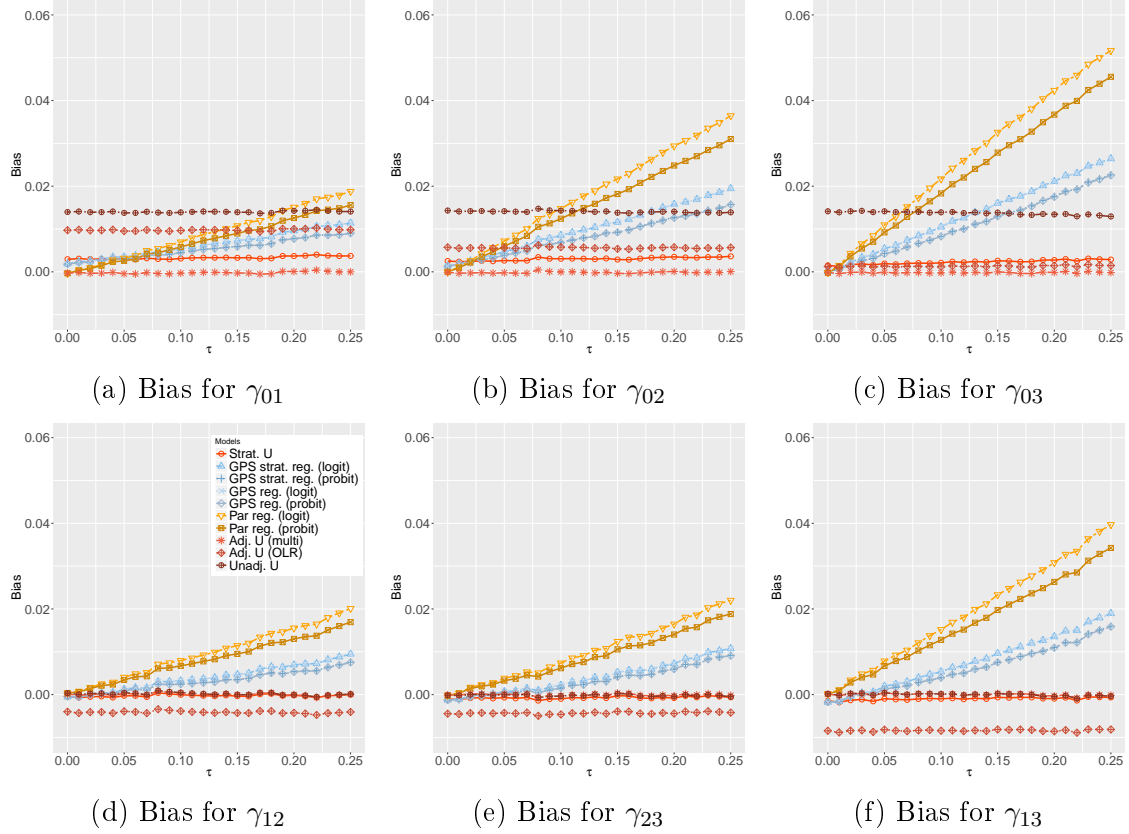 0.06
0.04
0.02
0.00
Bias
0.00 0.05 0.10 0.15 0.20 0.25
τ
(a) Bias for γ01
0.06
0.04
0.02
0.00
Bias
0.00 0.05 0.10 0.15 0.20 0.25
τ
(b) Bias for γ02
0.06
0.04
0.02
0.00
Bias
0.00 0.05 0.10 0.15 0.20 0.25
τ
(c) Bias for γ03
0.06
0.04
0.02
0.00
Bias
Models
Strat. U
GPS strat. reg. (logit)
GPS strat. reg. (probit)
GPS reg. (logit)
GPS reg. (probit)
Par reg. (logit)
Par reg. (probit)
Adj. U (multi)
Adj. U (OLR)
Unadj. U
0.00 0.05 0.10 0.15 0.20 0.25
τ
(d) Bias for γ12
0.06
0.04
0.02
0.00
Bias
0.00 0.05 0.10 0.15 0.20 0.25
τ
(e) Bias for γ23
0.06
0.04
0.02
0.00
Bias
0.00 0.05 0.10 0.15 0.20 0.25
τ
(f) Bias for γ13